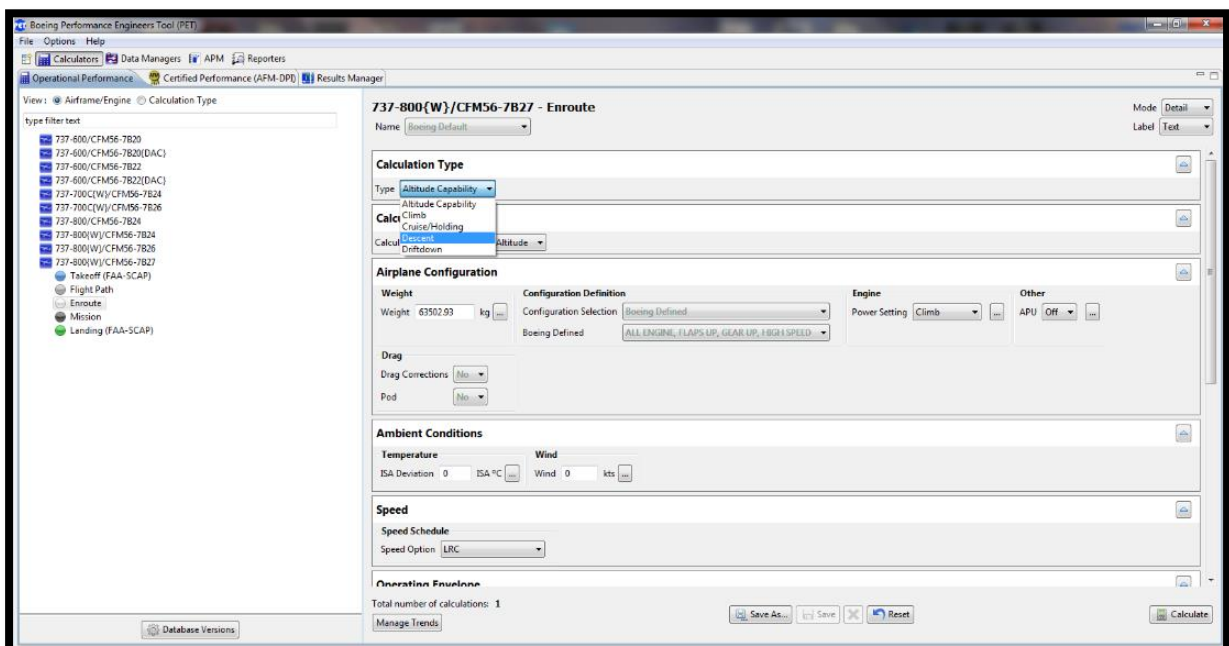 Boeing Performance Engineers Tool (PET)
File Options Help
Calculators Data Managers APM Reporters
Operational Performance Certified Performance (AFM-DPI) Results Manager
View: Airframe/Engine Calculation Type
type filter text
737-600/CFM56-7B20
737-600/CFM56-7B20{DAC}
737-600/CFM56-7B22
737-600/CFM56-7B22{DAC}
737-700C{W}/CFM56-7B24
737-700C{W}/CFM56-7B26
737-800/CFM56-7B24
737-800{W}/CFM56-7B24
737-800{W}/CFM56-7B26
737-800{W}/CFM56-7B27
Takeoff (FAA-SCAP)
Flight Path
Enroute
Mission
Landing (FAA-SCAP)
Database Versions
737-800{W}/CFM56-7B27 - Enroute
Mode Detail
Name Boeing Default
Label Text
Calculation Type
Type Altitude Capability
Altitude Capability
Climb
Cruise/Holding
Descent
Driftdown
Calcu
Calcul Altitude
Airplane Configuration
Weight Configuration Definition Engine Other
Weight 63502.93 kg ... Configuration Selection Boeing Defined Power Setting Climb ... APU Off ...
Boeing Defined ALL ENGINE, FLAPS UP, GEAR UP, HIGH SPEED
Drag
Drag Corrections No
Pod No
Ambient Conditions
Temperature Wind
ISA Deviation 0 ISA ºC ... Wind 0 kts ...
Speed
Speed Schedule
Speed Option LRC
Operating Envelope
Total number of calculations: 1
Manage Trends Save As... Save Reset Calculate